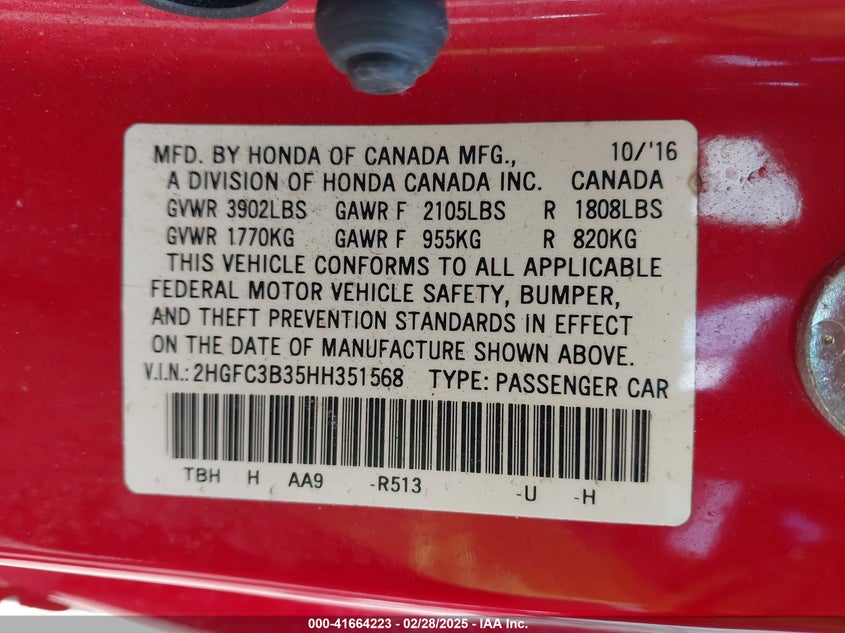 MFD. BY HONDA OF CANADA MFG., 10/'16
A DIVISION OF HONDA CANADA INC. CANADA
GVWR 3902LBS GAWR F 2105LBS R 1808LBS
GVWR 1770KG GAWR F 955KG R 820KG
THIS VEHICLE CONFORMS TO ALL APPLICABLE
FEDERAL MOTOR VEHICLE SAFETY, BUMPER,
AND THEFT PREVENTION STANDARDS IN EFFECT
ON THE DATE OF MANUFACTURE SHOWN ABOVE.
V.I.N.: 2HGFC3B35HH351568 TYPE: PASSENGER CAR
TBH H AA9 -R513 -U -H
000-41664223 — 02/28/2025 — IAA Inc.